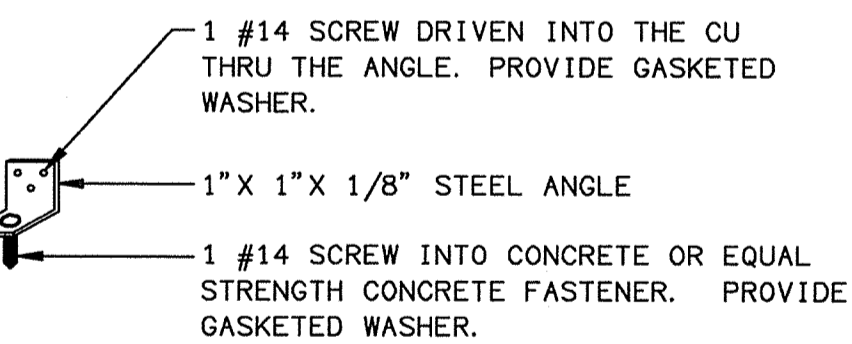 1 #14 SCREW DRIVEN INTO THE CU
THRU THE ANGLE. PROVIDE GASKETED
WASHER.
1" X 1" X 1/8" STEEL ANGLE
1 #14 SCREW INTO CONCRETE OR EQUAL
STRENGTH CONCRETE FASTENER. PROVIDE
GASKETED WASHER.